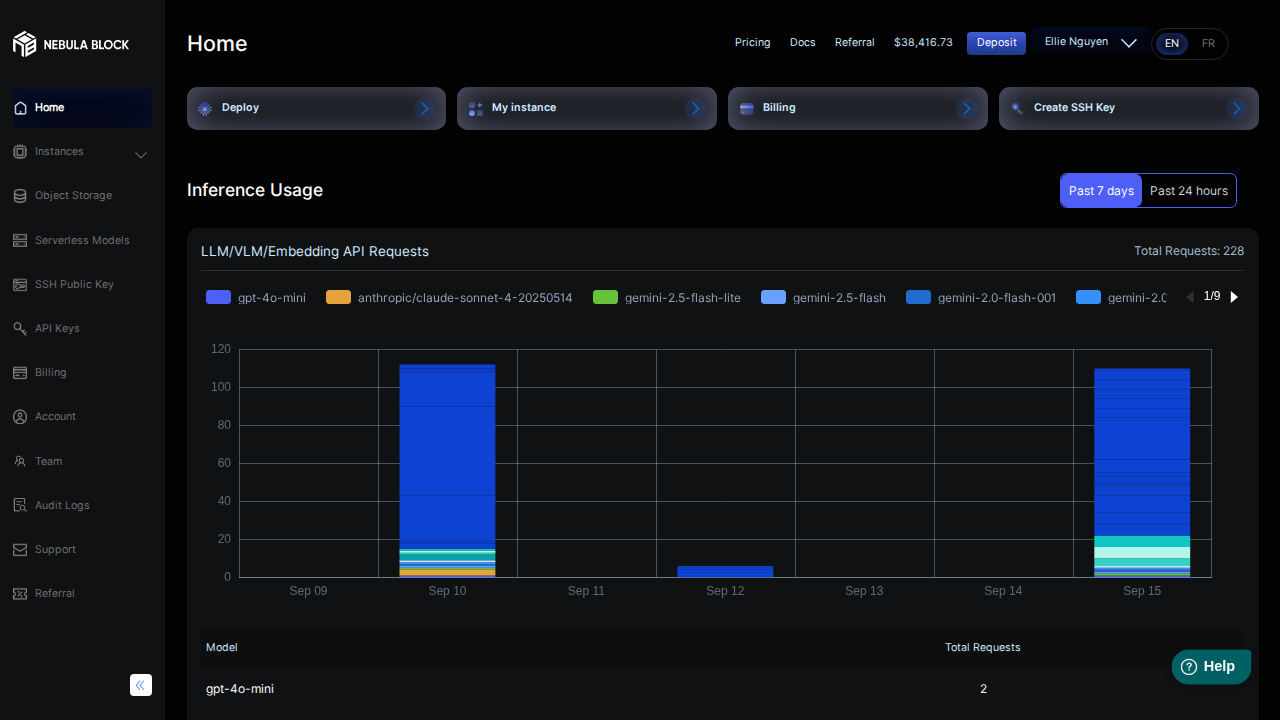 NEBULA BLOCK
Home
Pricing
Docs
Referral
$38,416.73
Deposit
Ellie Nguyen
EN
FR
Home
Instances
Object Storage
Serverless Models
SSH Public Key
API Keys
Billing
Account
Team
Audit Logs
Support
Referral
Deploy
My instance
Billing
Create SSH Key
Inference Usage
Past 7 days
Past 24 hours
LLM/VLM/Embedding API Requests
Total Requests: 228
gpt-4o-mini
anthropic/claude-sonnet-4-20250514
gemini-2.5-flash-lite
gemini-2.5-flash
gemini-2.0-flash-001
gemini-2.0
1/9
120
100
80
60
40
20
0
Sep 09
Sep 10
Sep 11
Sep 12
Sep 13
Sep 14
Sep 15
Model
Total Requests
gpt-4o-mini
2
Help